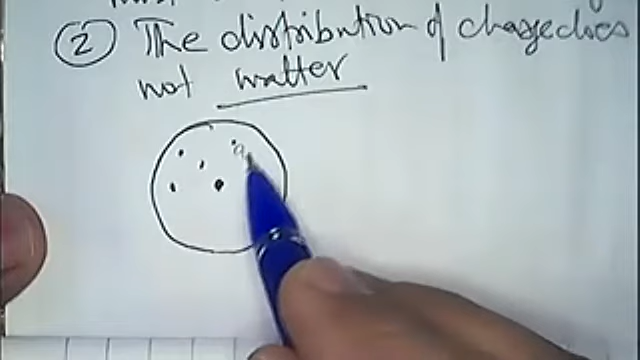 ② The distribution of charge does
not matter